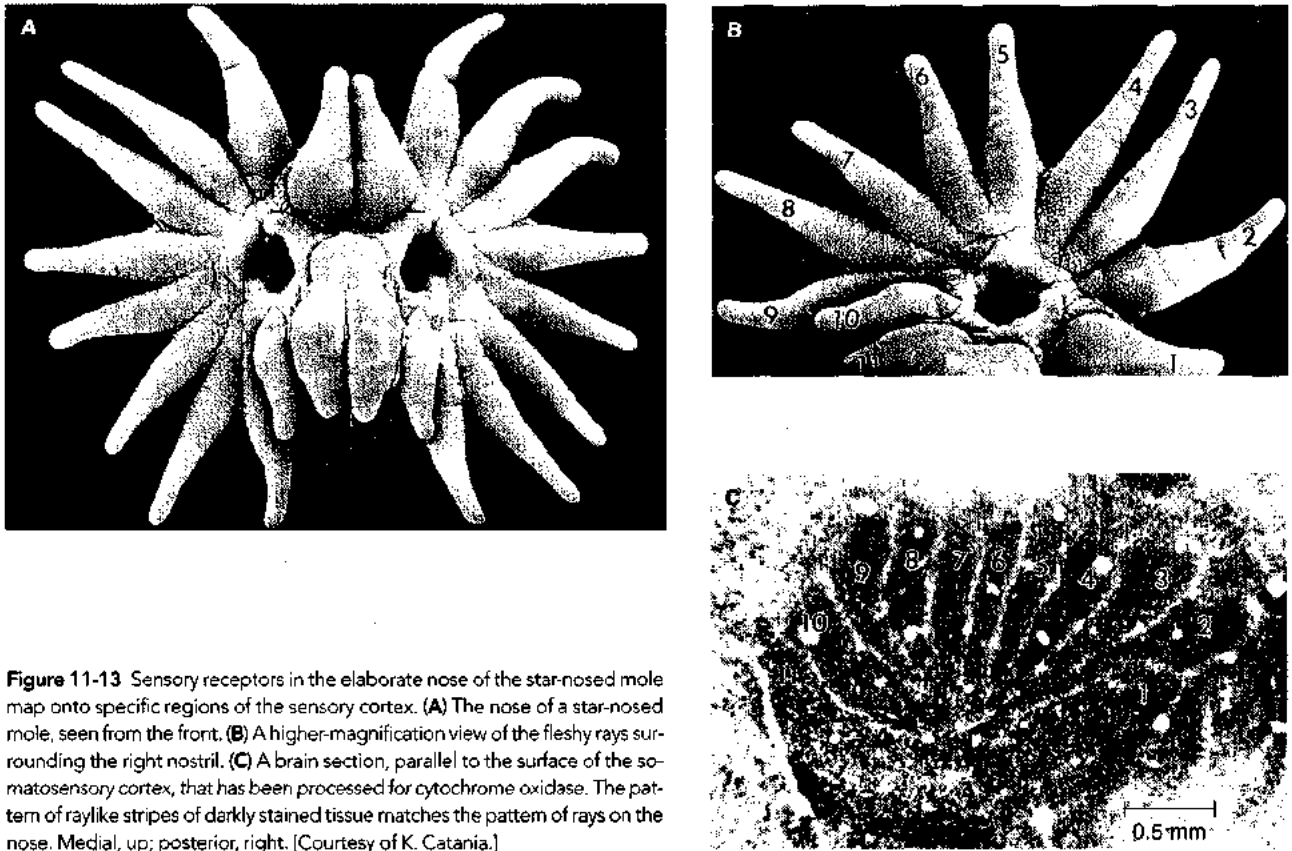 A
B
5
6
4
3
7
8
2
9
10
11
1
C
9
8
7
6
5
4
3
10
2
11
1
0.5 mm
Figure 11-13 Sensory receptors in the elaborate nose of the star-nosed mole
map onto specific regions of the sensory cortex. (A) The nose of a star-nosed
mole, seen from the front. (B) A higher-magnification view of the fleshy rays sur-
rounding the right nostril. (C) A brain section, parallel to the surface of the so-
matosensory cortex, that has been processed for cytochrome oxidase. The pat-
tern of raylike stripes of darkly stained tissue matches the pattern of rays on the
nose. Medial, up; posterior, right. [Courtesy of K. Catania.]